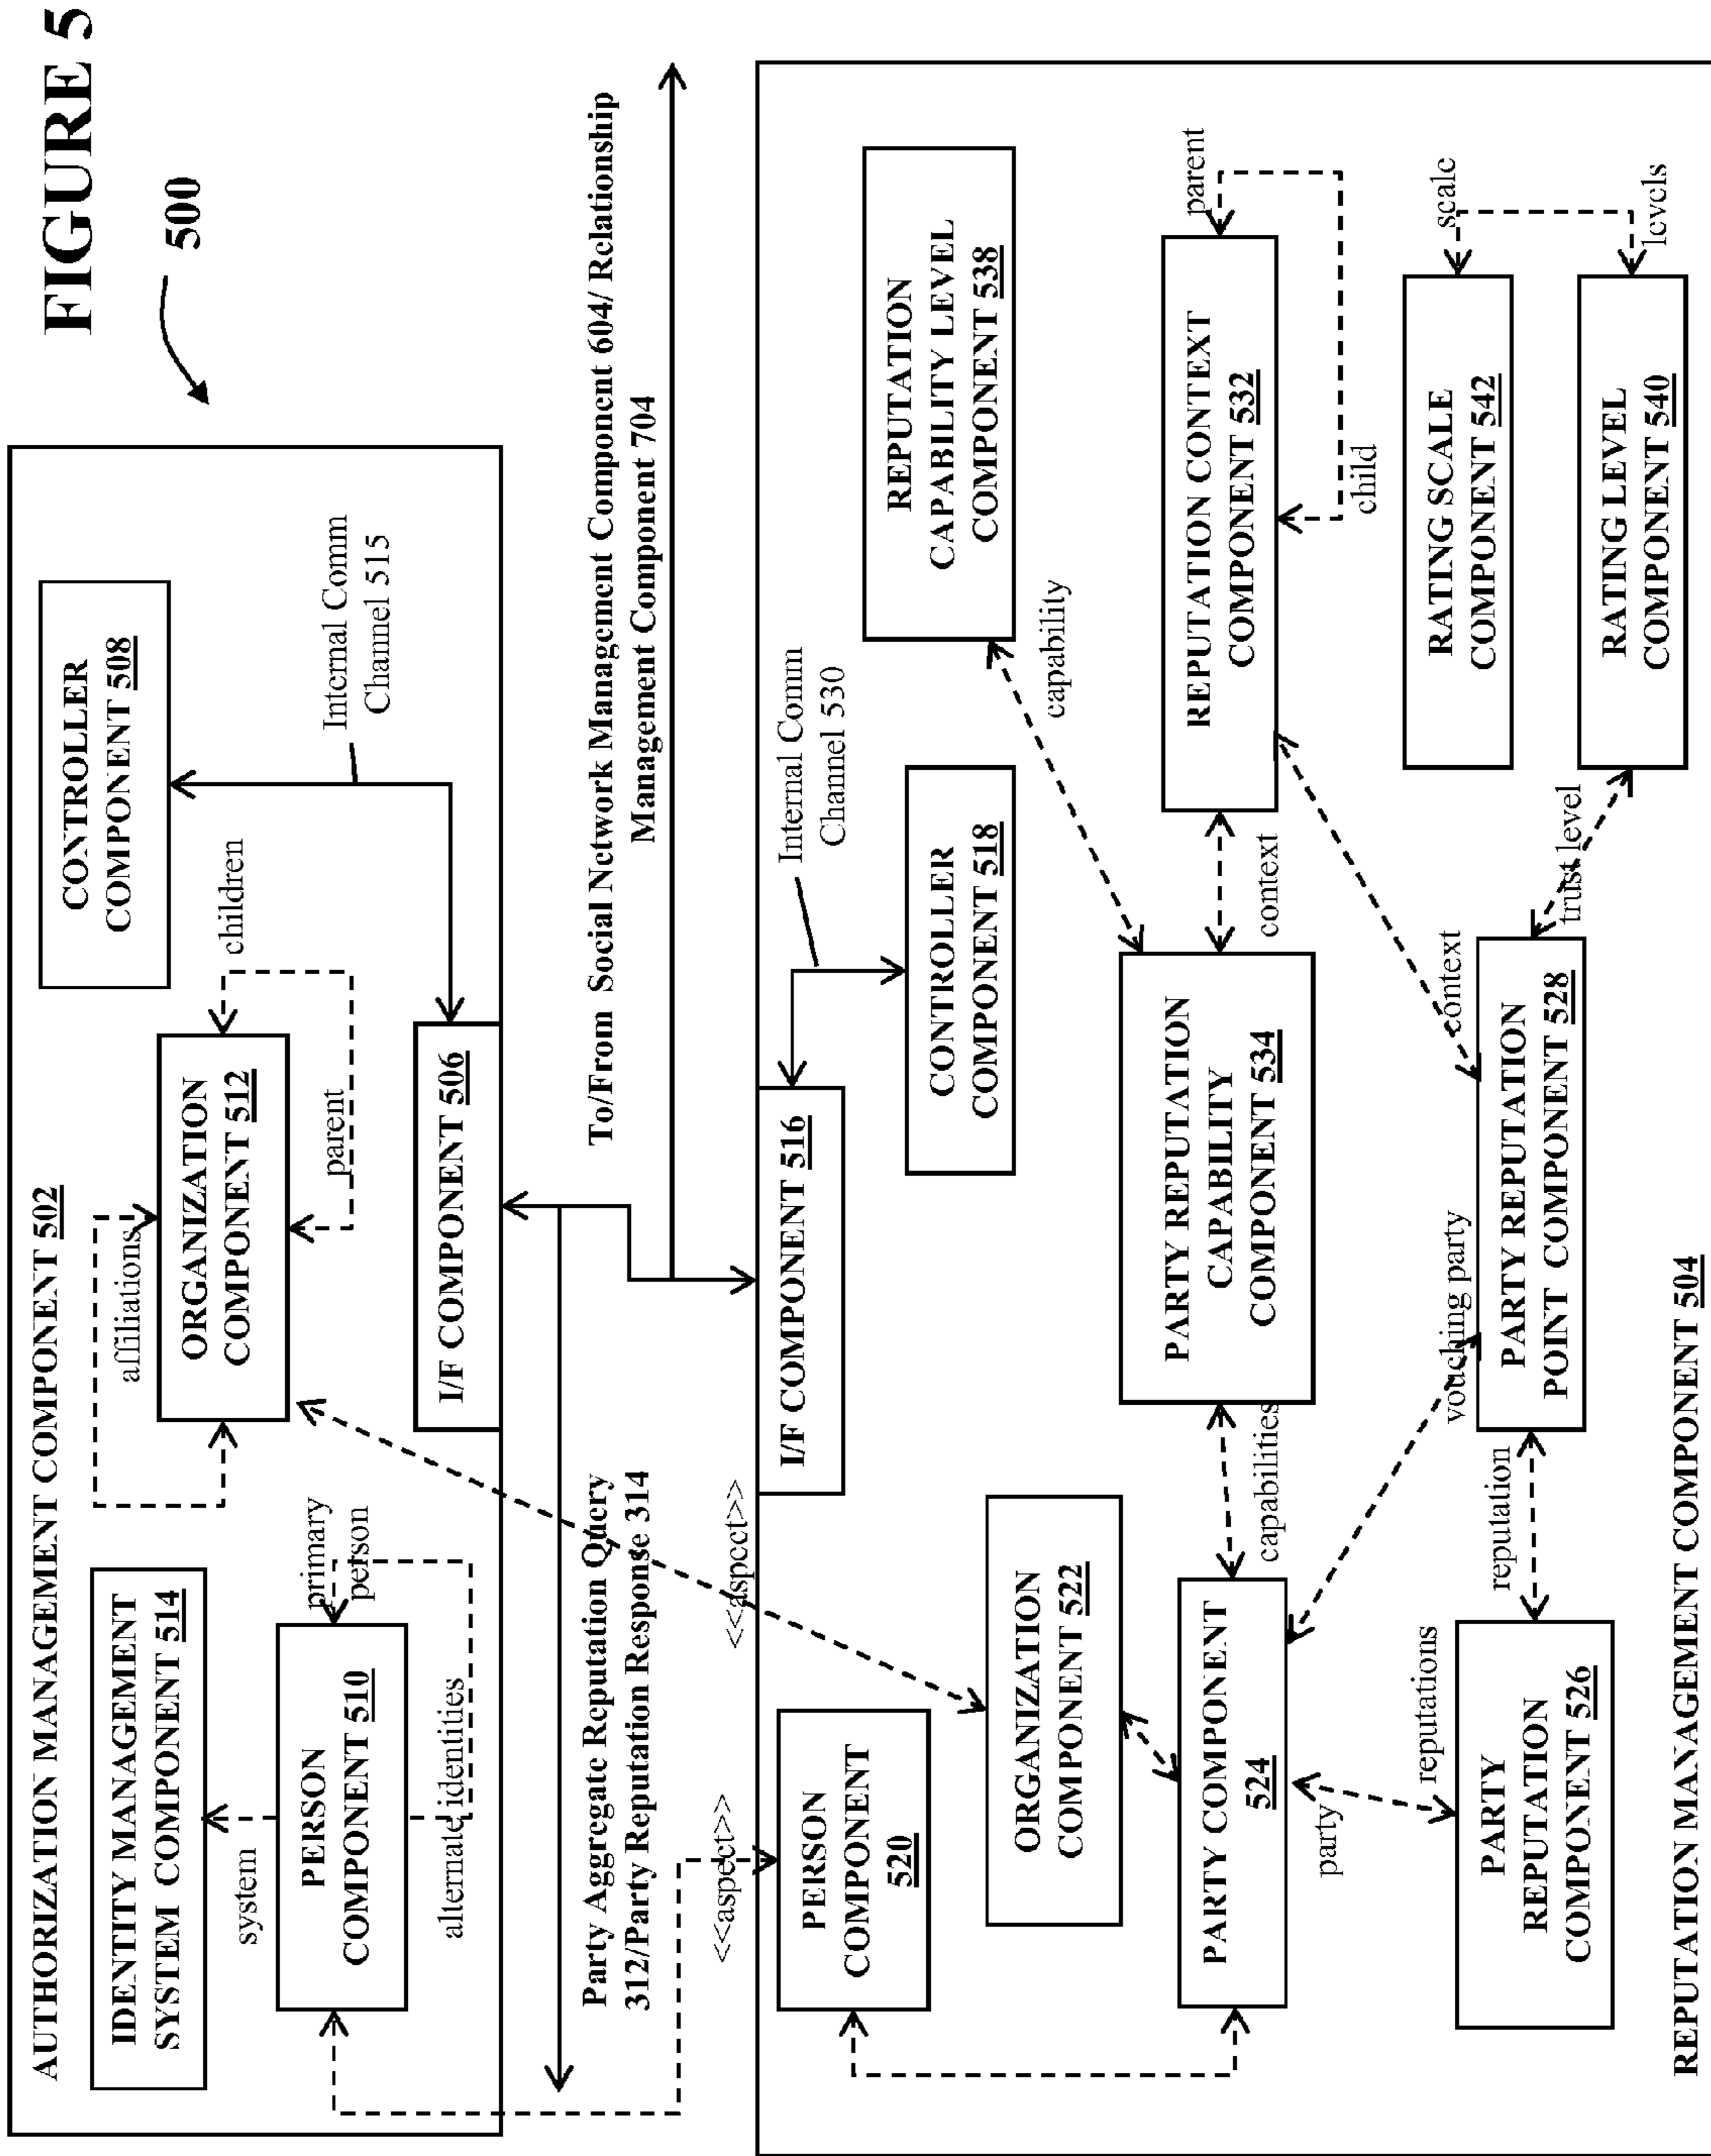 FIGURE 5
500
AUTHORIZATION MANAGEMENT COMPONENT 502
IDENTITY MANAGEMENT
SYSTEM COMPONENT 514
system
PERSON
COMPONENT 510
primary
person
alternate identities
affiliations
ORGANIZATION
COMPONENT 512
children
parent
CONTROLLER
COMPONENT 508
Internal Comm
Channel 515
I/F COMPONENT 506
Party Aggregate Reputation Query
312/Party Reputation Response 314
To/From Social Network Management Component 604/ Relationship
Management Component 704
<<aspect>>
<<aspect>>
I/F COMPONENT 516
Internal Comm
Channel 530
CONTROLLER
COMPONENT 518
PERSON
COMPONENT
520
ORGANIZATION
COMPONENT 522
PARTY COMPONENT
524
capabilities
PARTY REPUTATION
CAPABILITY
COMPONENT 534
capability
REPUTATION
CAPABILITY LEVEL
COMPONENT 538
context
REPUTATION CONTEXT
COMPONENT 532
parent
child
party
reputations
PARTY
REPUTATION
COMPONENT 526
reputation
vouching party
PARTY REPUTATION
POINT COMPONENT 528
context
trust level
RATING SCALE
COMPONENT 542
scale
RATING LEVEL
COMPONENT 540
levels
REPUTATION MANAGEMENT COMPONENT 504